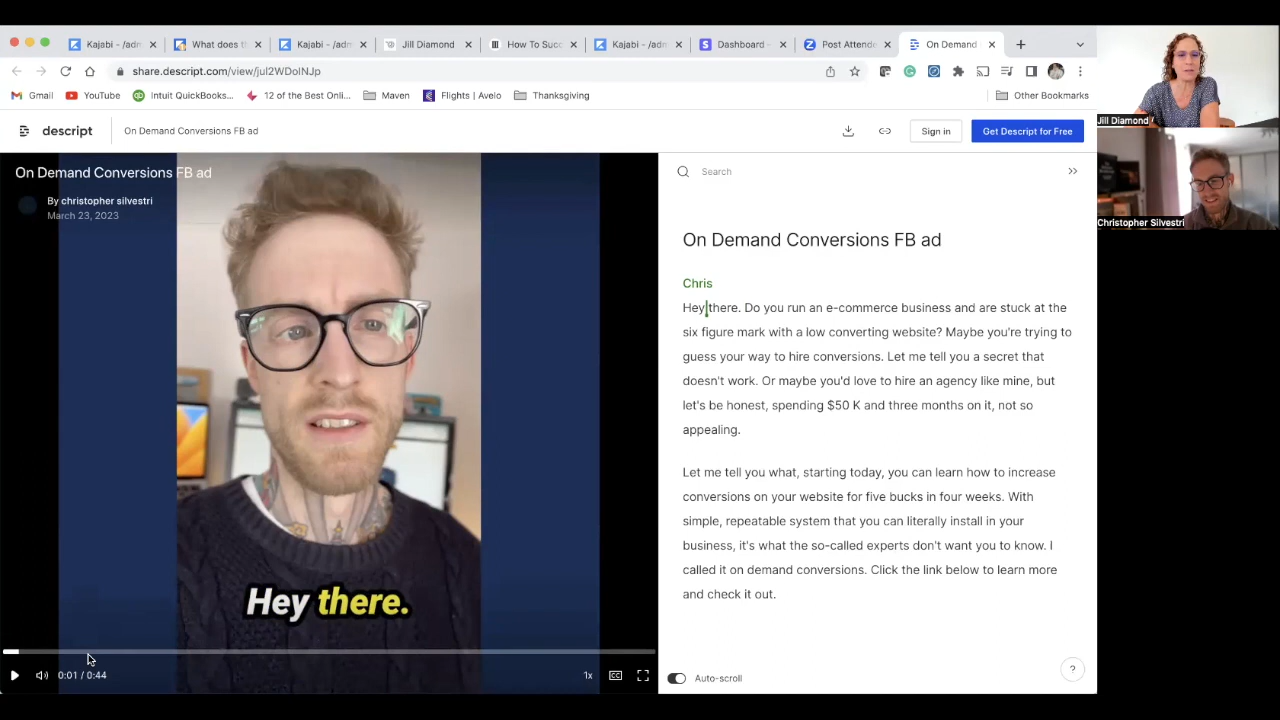 Kajabi - /adm
What does th
Kajabi - /adm
Jill Diamond
How To Succ
Kajabi - /adm
Dashboard -
Post Attende
On Demand
share.descript.com/view/jul2WDoINJp
Gmail
YouTube
Intuit QuickBooks...
12 of the Best Onli...
Maven
Flights | Avelo
Thanksgiving
Other Bookmarks
descript
On Demand Conversions FB ad
Sign in
Get Descript for Free
Jill Diamond
Christopher Silvestri
On Demand Conversions FB ad
By christopher silvestri
March 23, 2023
Hey there.
0:01 / 0:44
1x
CC
Search
On Demand Conversions FB ad
Chris
Hey there. Do you run an e-commerce business and are stuck at the
six figure mark with a low converting website? Maybe you're trying to
guess your way to hire conversions. Let me tell you a secret that
doesn't work. Or maybe you'd love to hire an agency like mine, but
let's be honest, spending $50 K and three months on it, not so
appealing.
Let me tell you what, starting today, you can learn how to increase
conversions on your website for five bucks in four weeks. With
simple, repeatable system that you can literally install in your
business, it's what the so-called experts don't want you to know. I
called it on demand conversions. Click the link below to learn more
and check it out.
Auto-scroll
?